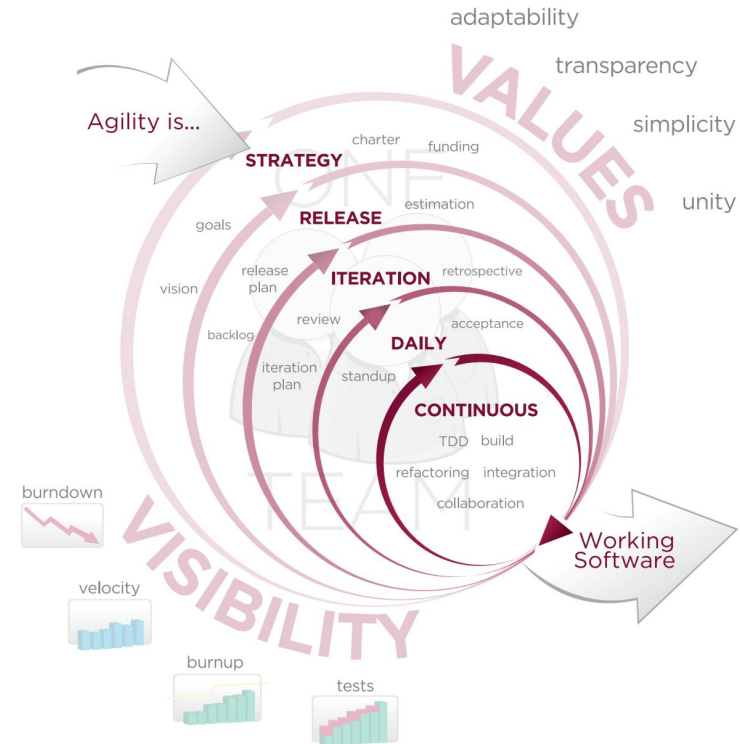 adaptability
transparency
simplicity
unity
VALUES
Agility is...
ONE
TEAM
STRATEGY
charter
funding
goals
vision
RELEASE
estimation
release
plan
backlog
ITERATION
retrospective
review
iteration
plan
DAILY
acceptance
standup
CONTINUOUS
TDD build
refactoring integration
collaboration
Working
Software
VISIBILITY
burndown
velocity
burnup
tests